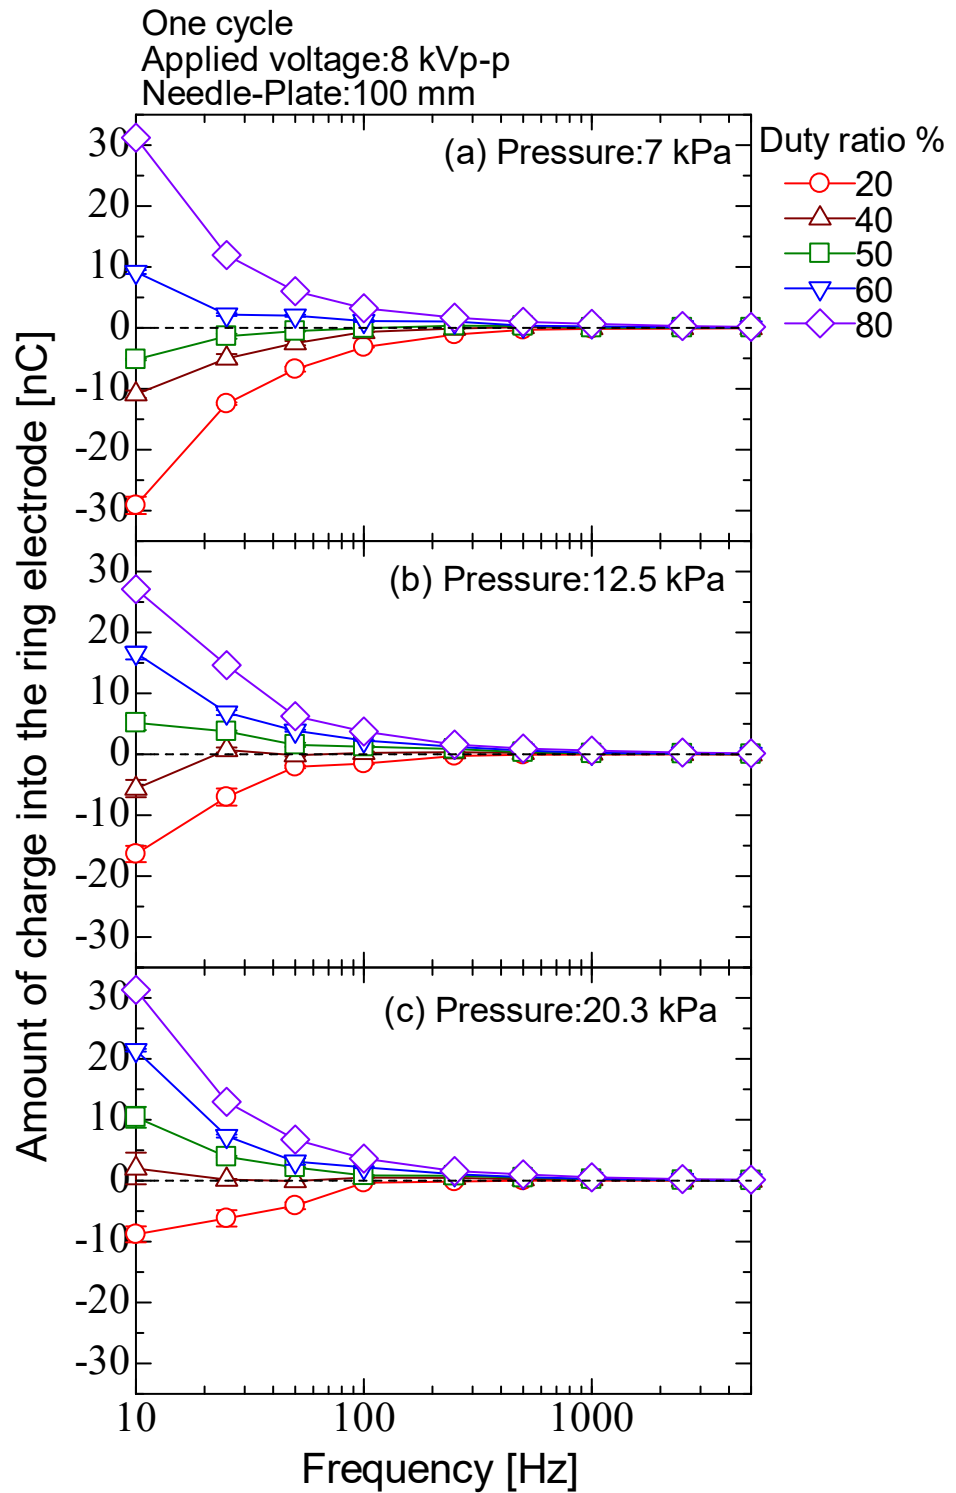 One cycle
Applied voltage:8 kVp-p
Needle-Plate:100 mm
Duty ratio %
20
40
50
60
80
Amount of charge into the ring electrode [nC]
(a) Pressure:7 kPa
30
20
10
0
-10
-20
-30
(b) Pressure:12.5 kPa
30
20
10
0
-10
-20
-30
(c) Pressure:20.3 kPa
30
20
10
0
-10
-20
-30
10 100 1000
Frequency [Hz]